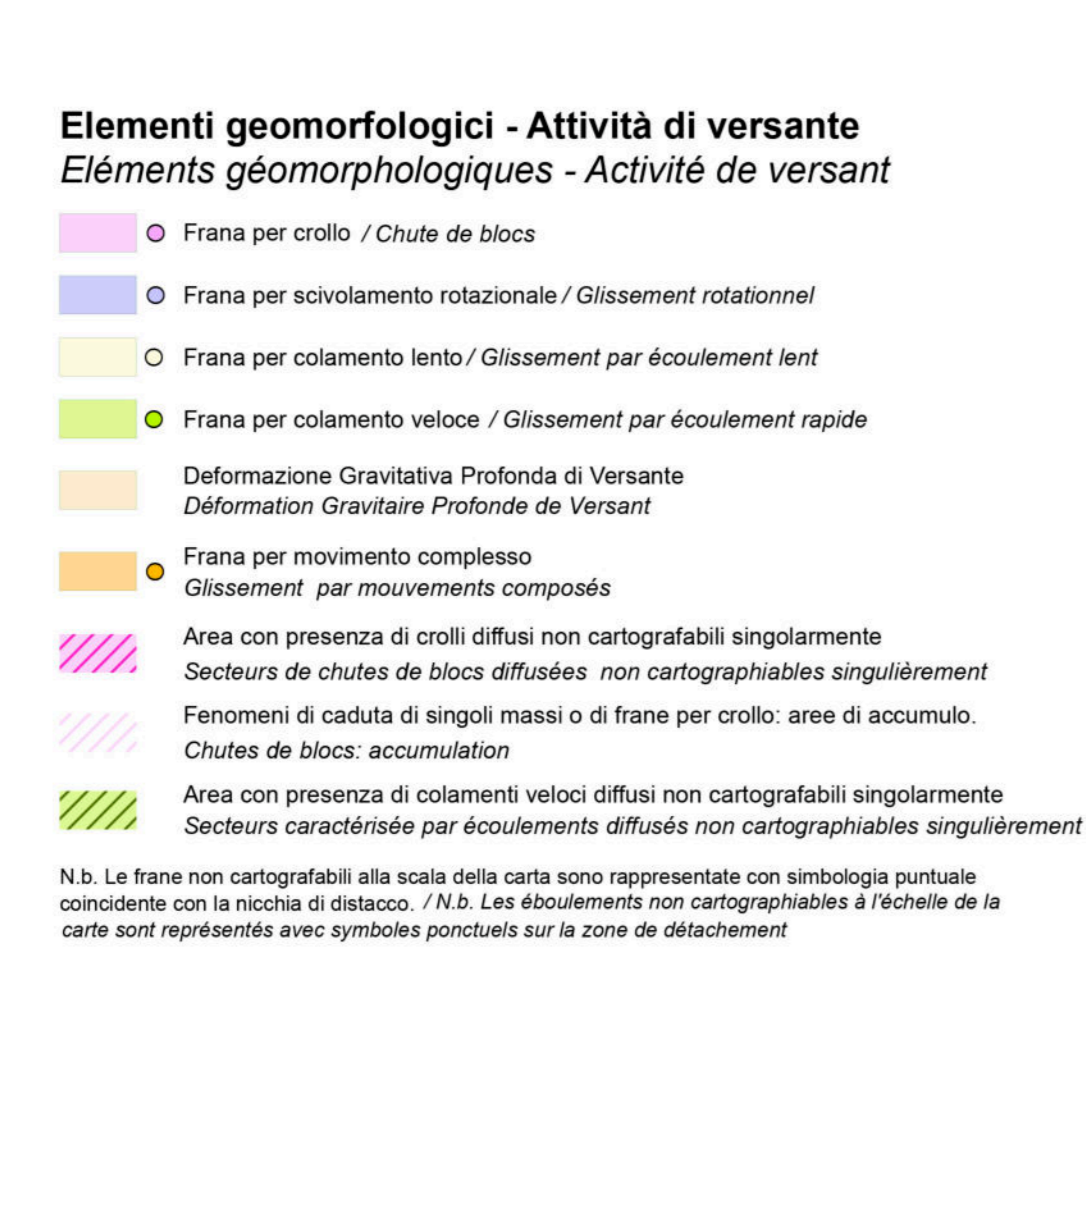 Elementi geomorfologici - Attività di versante
Eléments géomorphologiques - Activité de versant
Frana per crollo / Chute de blocs
Frana per scivolamento rotazionale / Glissement rotationnel
Frana per colamento lento / Glissement par écoulement lent
Frana per colamento veloce / Glissement par écoulement rapide
Deformazione Gravitativa Profonda di Versante
Déformation Gravitaire Profonde de Versant
Frana per movimento complesso
Glissement par mouvements composés
Area con presenza di crolli diffusi non cartografabili singolarmente
Secteurs de chutes de blocs diffusées non cartographiables singulièrement
Fenomeni di caduta di singoli massi o di frane per crollo: aree di accumulo.
Chutes de blocs: accumulation
Area con presenza di colamenti veloci diffusi non cartografabili singolarmente
Secteurs caractérisée par écoulements diffusés non cartographiables singulièrement
N.b. Le frane non cartografabili alla scala della carta sono rappresentate con simbologia puntuale
coincidente con la nicchia di distacco. / N.b. Les éboulements non cartographiables à l'échelle de la
carte sont représentés avec symboles ponctuels sur la zone de détachement